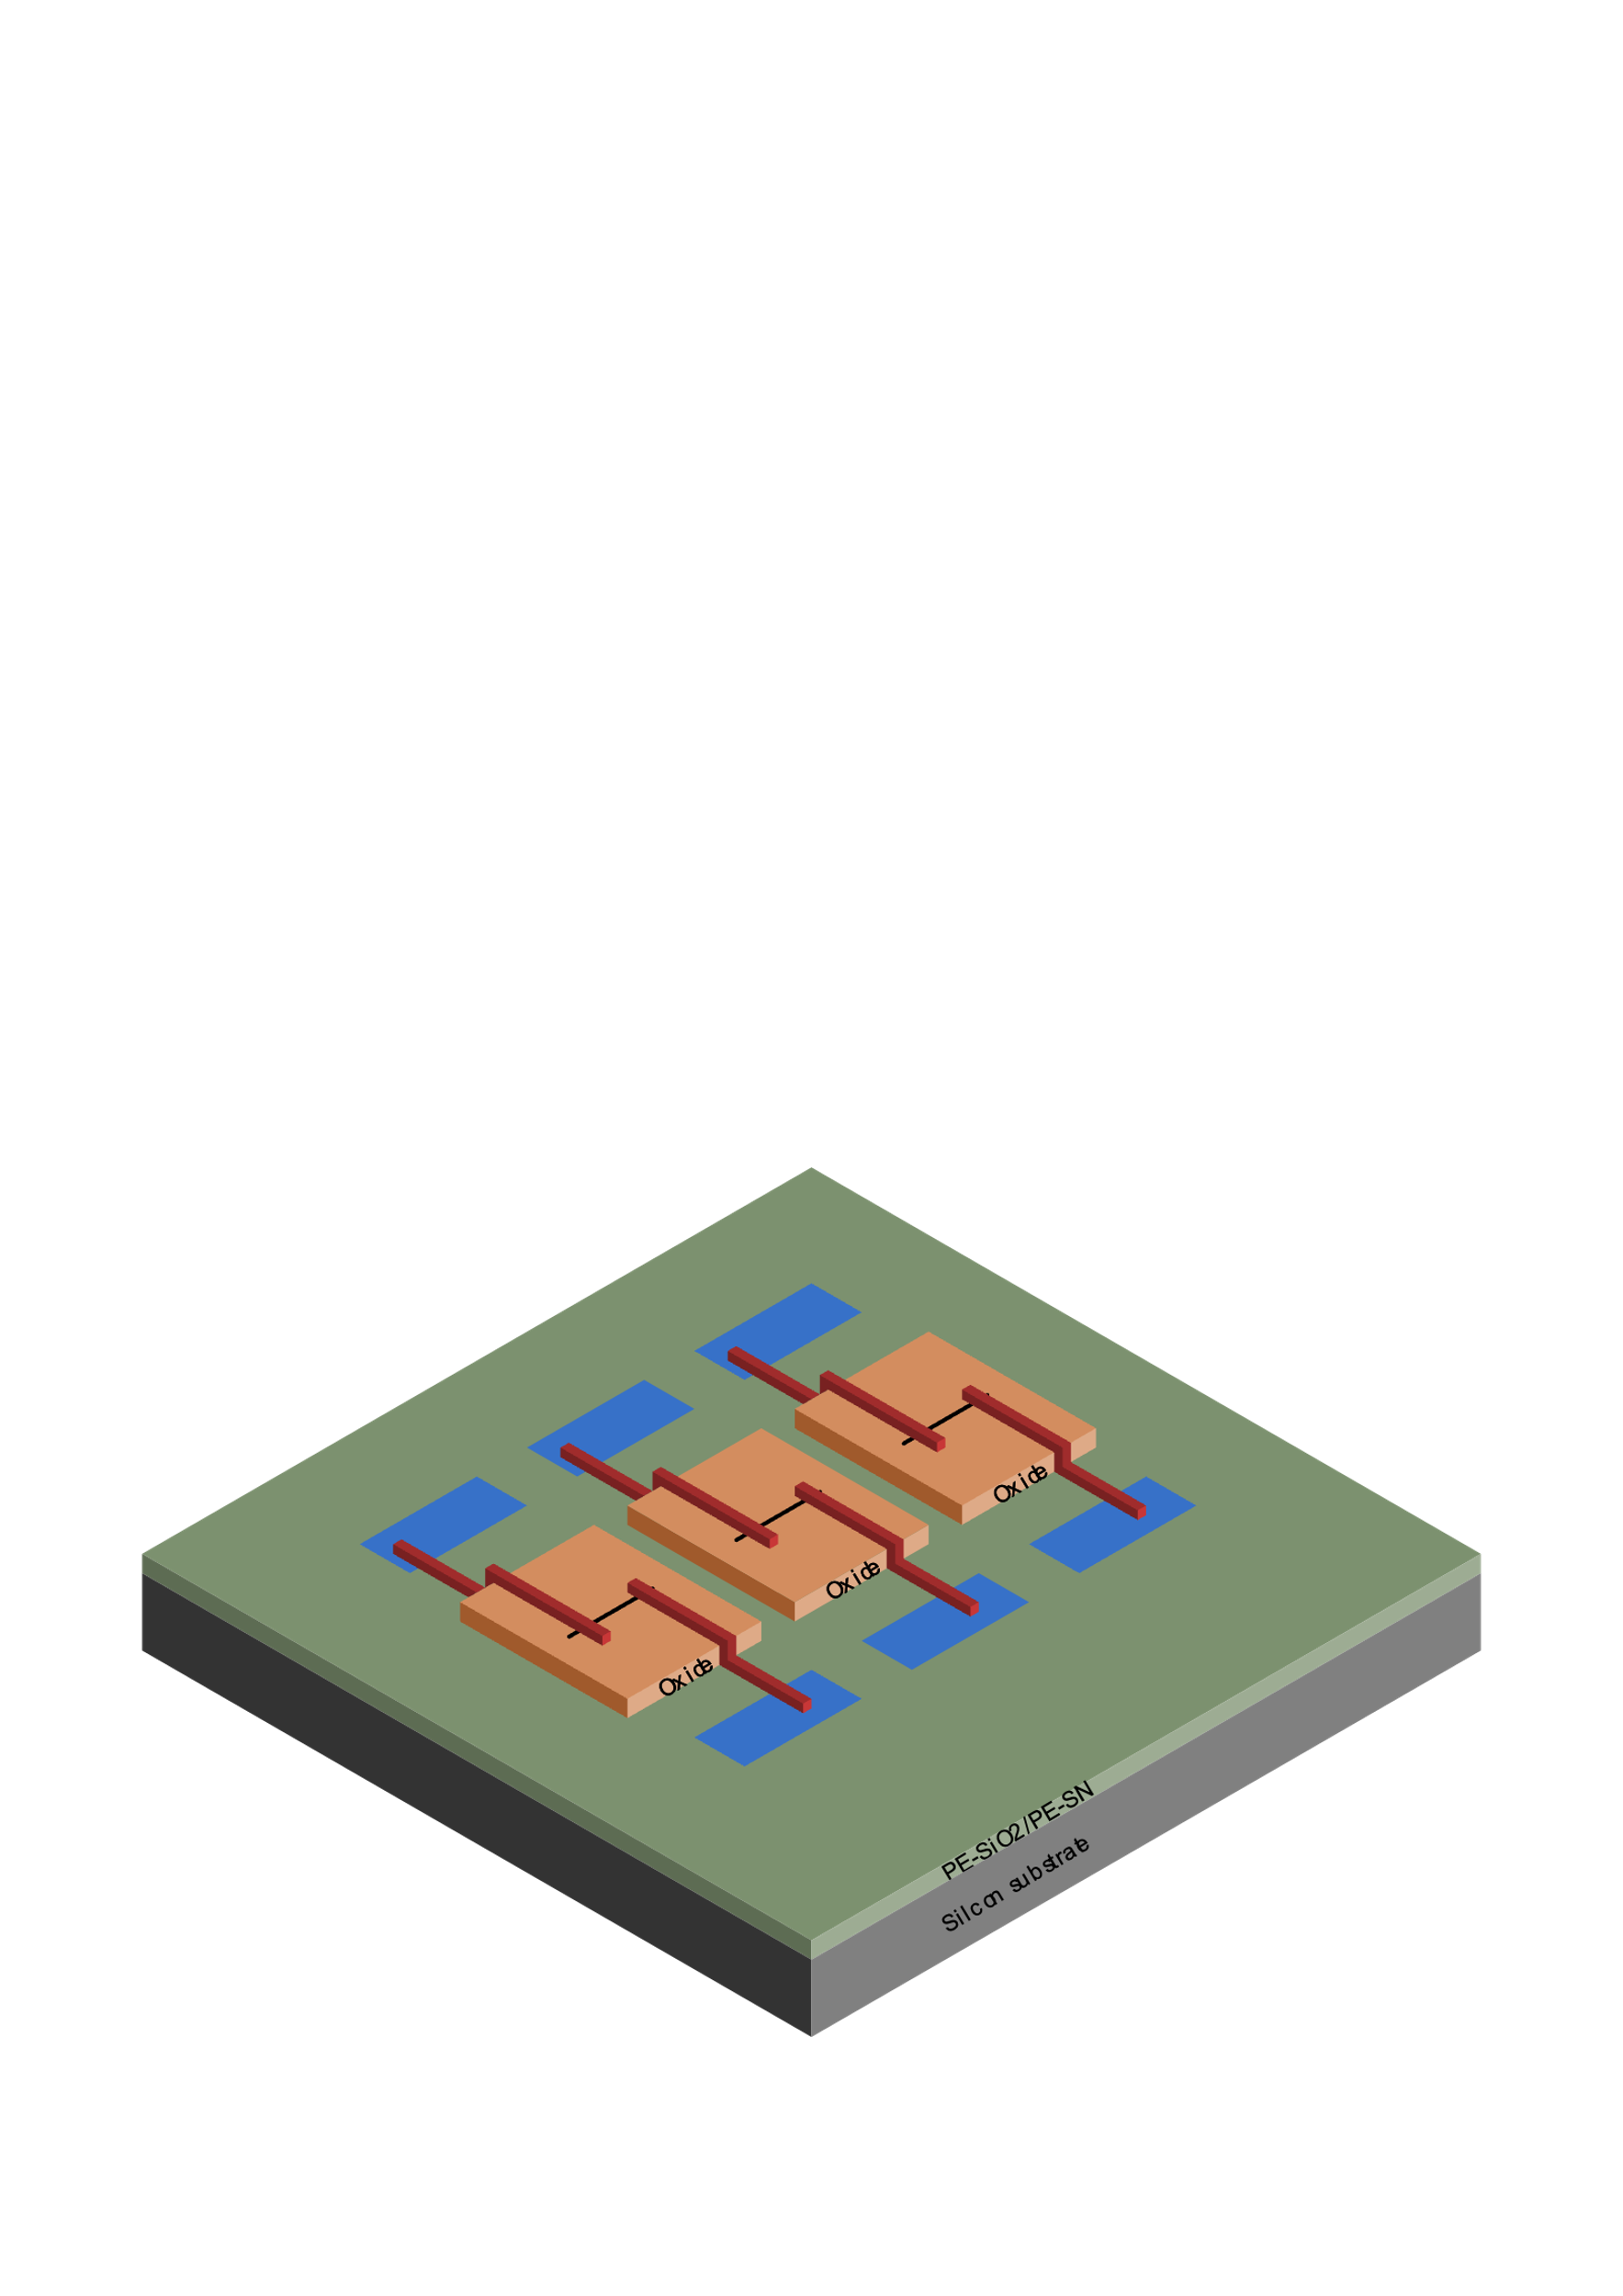 Oxide
Oxide
Oxide
PE-SiO2/PE-SN
Silcon substrate